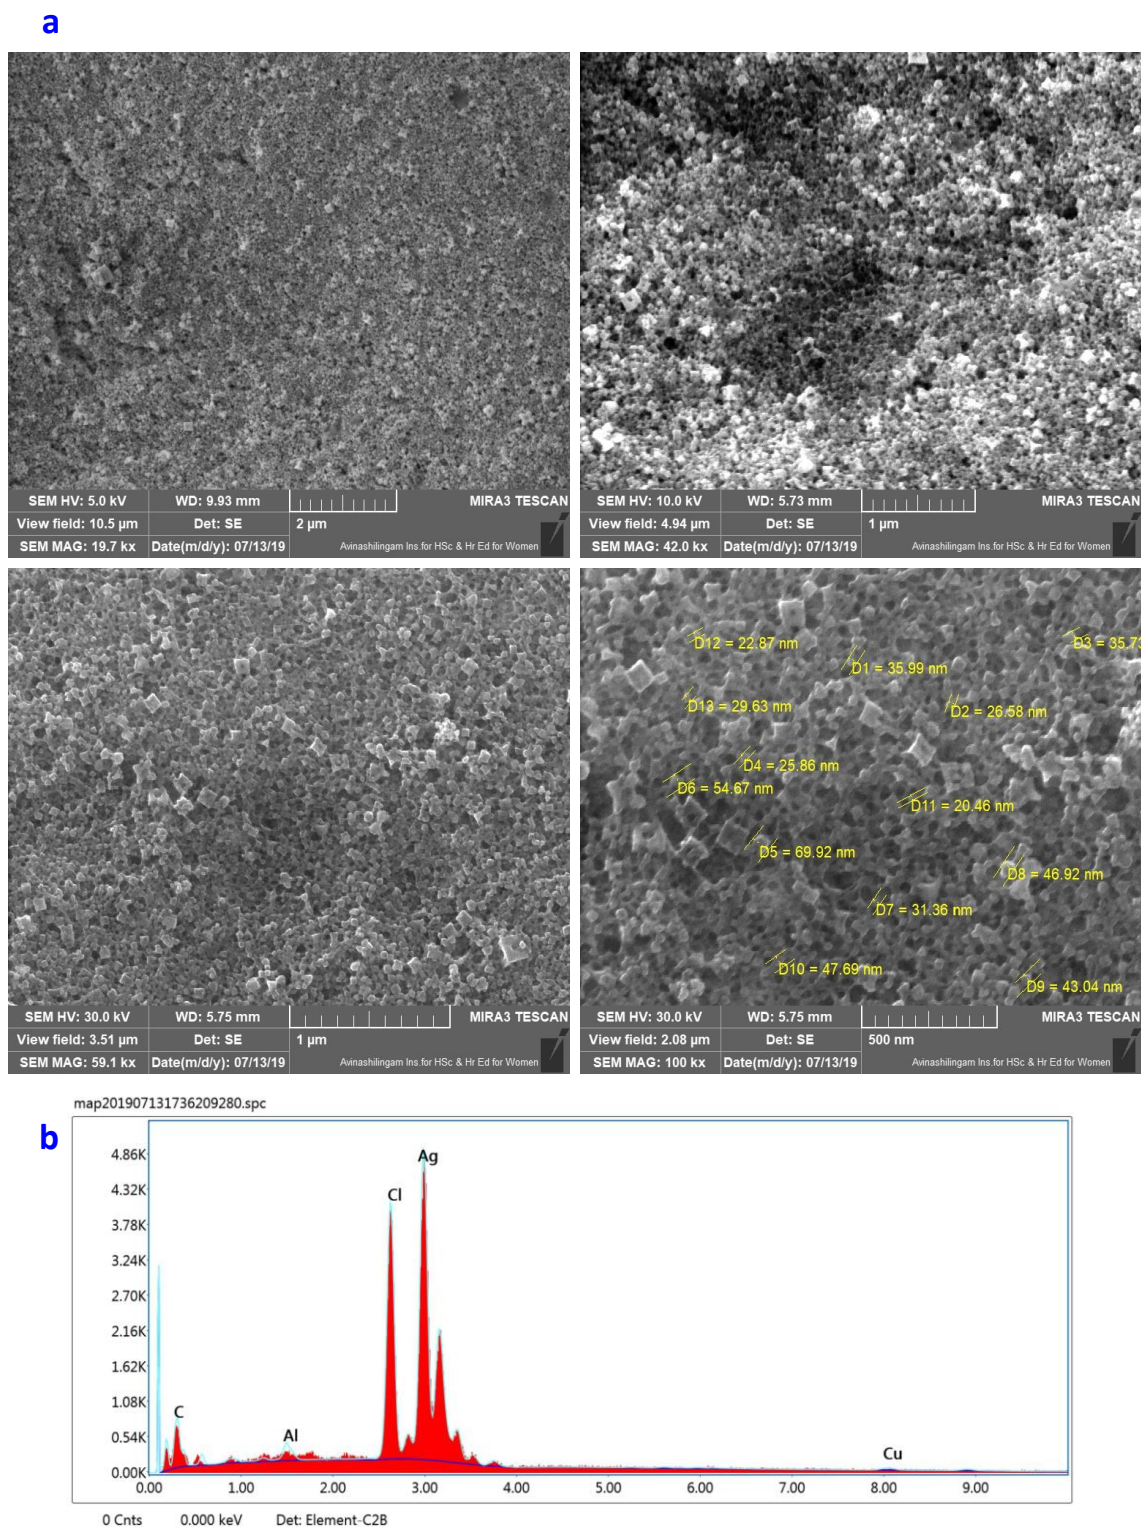 a
SEM HV: 5.0 kV WD: 9.93 mm MIRA3 TESCAN
View field: 10.5 µm Det: SE 2 µm
SEM MAG: 19.7 kx Date(m/d/y): 07/13/19 Avinashilingam Ins.for HSc & Hr Ed for Women
SEM HV: 10.0 kV WD: 5.73 mm MIRA3 TESCAN
View field: 4.94 µm Det: SE 1 µm
SEM MAG: 42.0 kx Date(m/d/y): 07/13/19 Avinashilingam Ins.for HSc & Hr Ed for Women
SEM HV: 30.0 kV WD: 5.75 mm MIRA3 TESCAN
View field: 3.51 µm Det: SE 1 µm
SEM MAG: 59.1 kx Date(m/d/y): 07/13/19 Avinashilingam Ins.for HSc & Hr Ed for Women
D12 = 22.87 nm
D3 = 35.73
D1 = 35.99 nm
D13 = 29.63 nm
D2 = 26.58 nm
D4 = 25.86 nm
D6 = 54.67 nm
D11 = 20.46 nm
D5 = 69.92 nm
D8 = 46.92 nm
D7 = 31.36 nm
D10 = 47.69 nm
D9 = 43.04 nm
SEM HV: 30.0 kV WD: 5.75 mm MIRA3 TESCAN
View field: 2.08 µm Det: SE 500 nm
SEM MAG: 100 kx Date(m/d/y): 07/13/19 Avinashilingam Ins.for HSc & Hr Ed for Women
map201907131736209280.spc
b
4.86K
4.32K
3.78K
3.24K
2.70K
2.16K
1.62K
1.08K
0.54K
0.00K
Ag
Cl
C
Al
Cu
0.00 1.00 2.00 3.00 4.00 5.00 6.00 7.00 8.00 9.00
0 Cnts 0.000 keV Det: Element-C2B